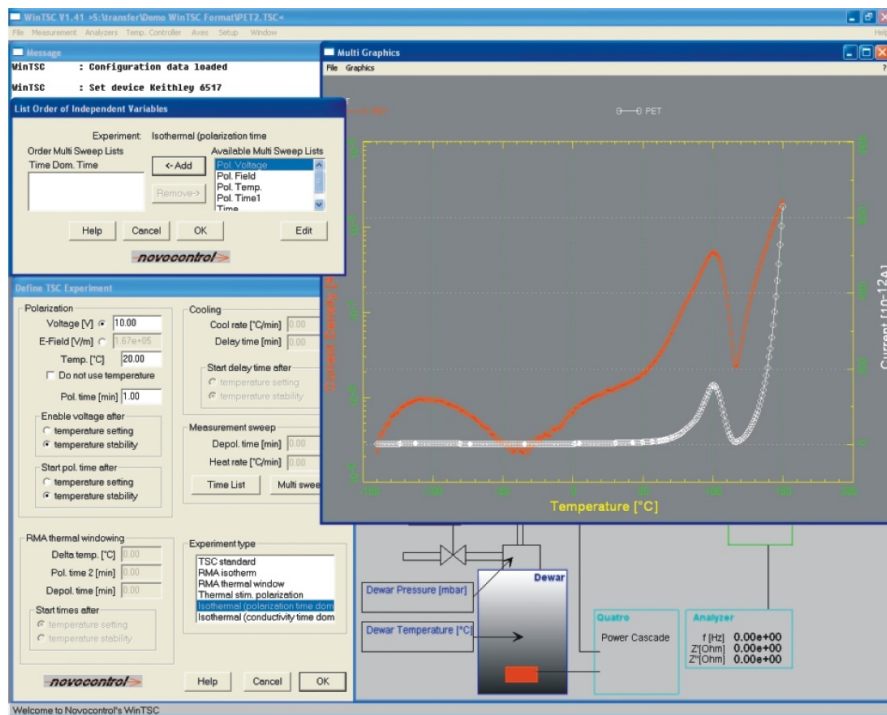 WinTSC V1.41 »S:\transfer\Demo WinTSC Format\PET2.TSC«
File Measurement Analyzers Temp. Controller Axes Setup Window Help
Message
WinTSC : Configuration data loaded
WinTSC : Set device Keithley 6517
List Order of Independent Variables
Experiment: Isothermal (polarization time
Order Multi Sweep Lists
Time Dom. Time
<-Add
Remove->
Available Multi Sweep Lists
Pol. Voltage
Pol. Field
Pol. Temp.
Pol. Time1
Time
Help Cancel OK Edit
novocontrol
Multi Graphics
File Graphics ?
PET
Current [10-12A]
Temperature [°C]
Define TSC Experiment
Polarization
Voltage [V] 10.00
E-Field [V/m] 1.67e+05
Temp. [°C] 20.00
Do not use temperature
Pol. time [min] 1.00
Enable voltage after
temperature setting
temperature stability
Start pol. time after
temperature setting
temperature stability
Cooling
Cool rate [°C/min] 0.00
Delay time [min] 0.00
Start delay time after
temperature setting
temperature stability
Measurement sweep
Depol. time [min] 0.00
Heat rate [°C/min] 0.00
Time List Multi swee
RMA thermal windowing
Delta temp. [°C] 0.00
Pol. time 2 [min] 0.00
Depol. time [min] 0.00
Start times after
temperature setting
temperature stability
Experiment type
TSC standard
RMA isotherm
RMA thermal window
Thermal stim. polarization
Isothermal (polarization time dom
Isothermal (conductivity time dom
novocontrol
Help Cancel OK
Dewar
Dewar Pressure [mbar]
Dewar Temperature [°C]
Quatro
Power Cascade
Analyzer
f [Hz] 0.00e+00
Z'[Ohm] 0.00e+00
Z''[Ohm] 0.00e+00
Welcome to Novocontrol's WinTSC